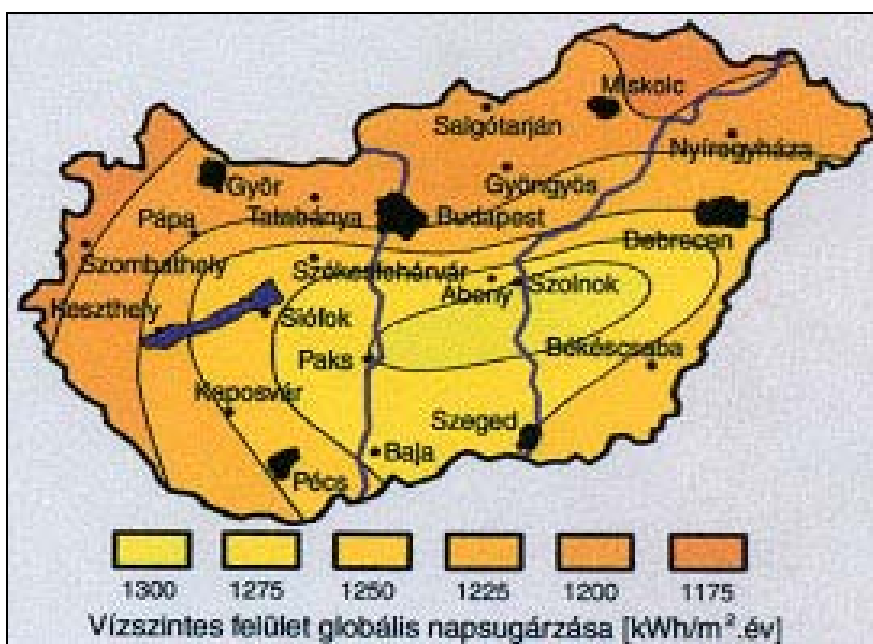 Miskolc
Salgótarján
Nyíregyháza
Győr
Gyöngyös
Pápa
Tatabánya
Budapest
Debrecen
Szombathely
Székesfehérvár
Abony
Szolnok
Keszthely
Siófok
Békéscsaba
Paks
Kaposvár
Szeged
Baja
Pécs
1300 1275 1250 1225 1200 1175
Vízszintes felület globális napsugárzása [kWh/m² év]